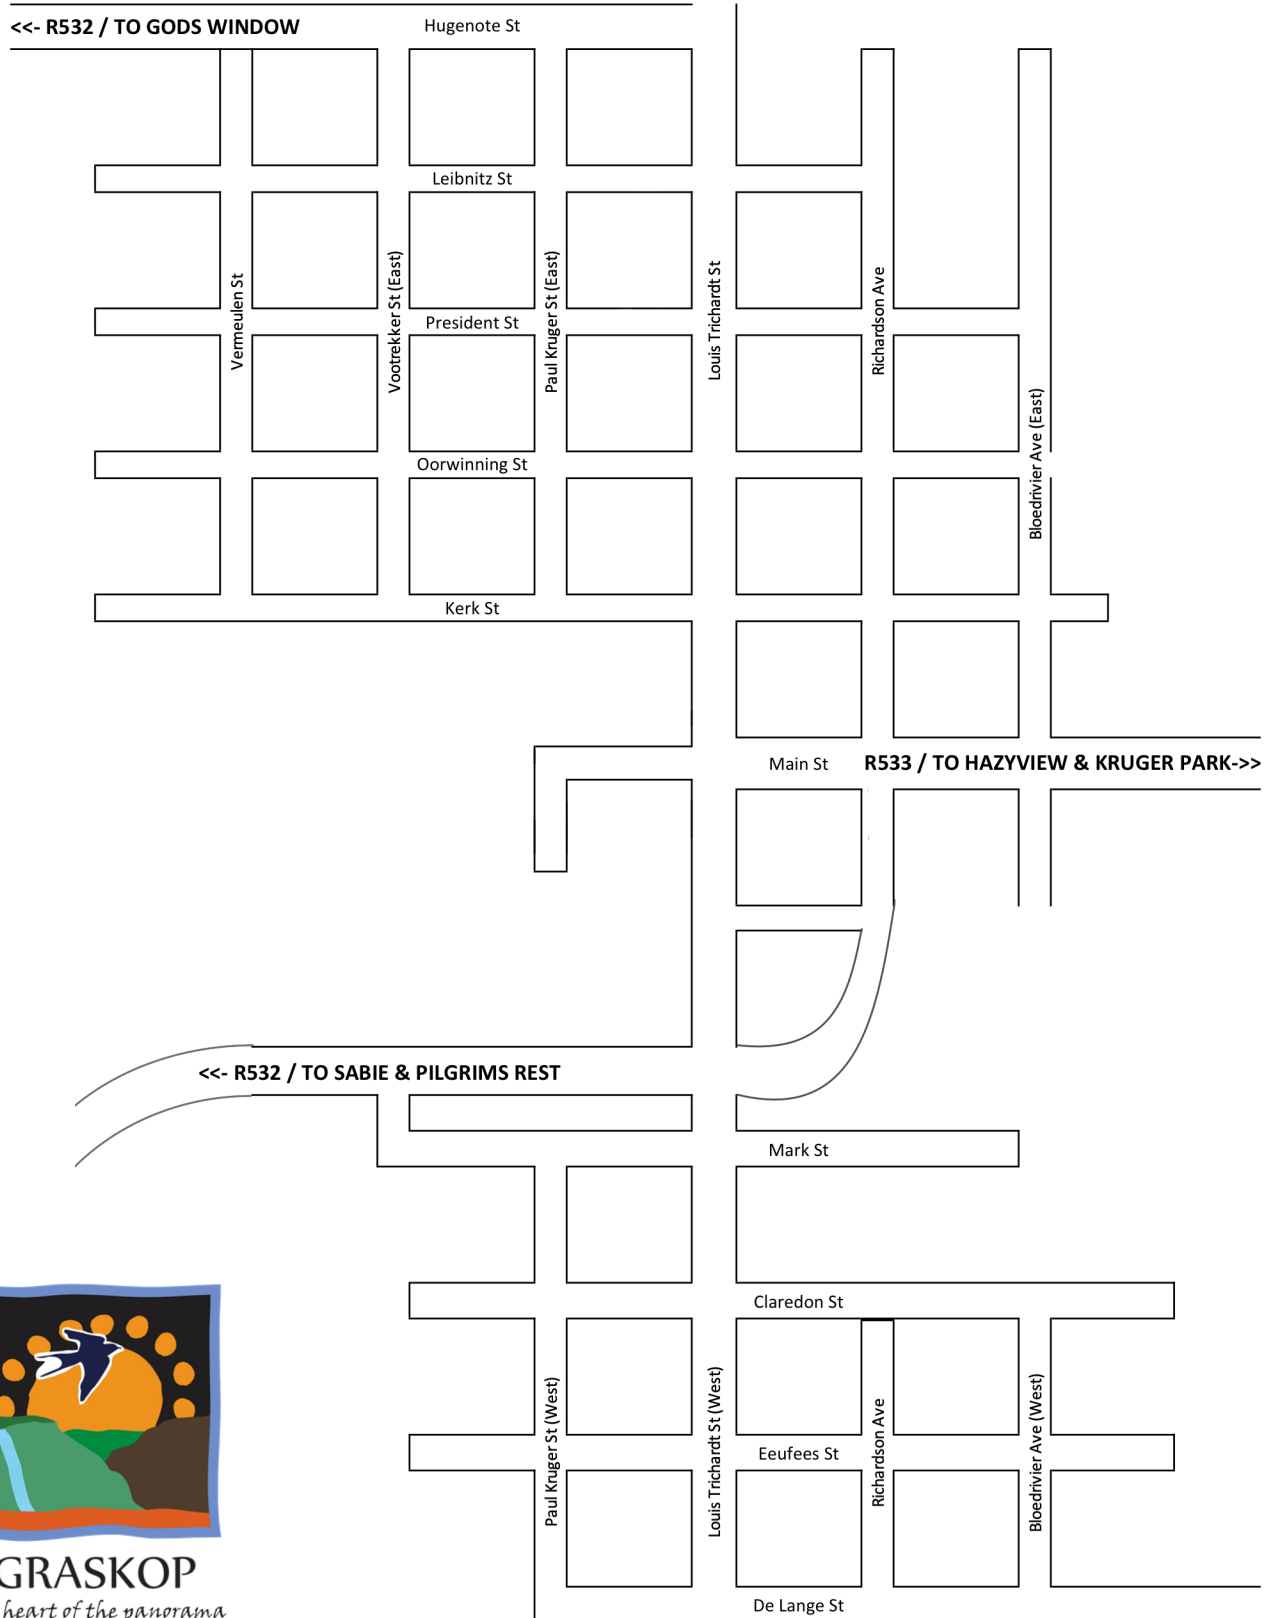 <<- R532 / TO GODS WINDOW
Hugenote St
Leibnitz St
Vermeulen St
Vootrekker St (East)
Paul Kruger St (East)
Louis Trichardt St
Richardson Ave
President St
Bloedrivier Ave (East)
Oorwinning St
Kerk St
Main St
R533 / TO HAZYVIEW & KRUGER PARK->>
<<- R532 / TO SABIE & PILGRIMS REST
Mark St
Claredon St
Paul Kruger St (West)
Louis Trichardt St (West)
Richardson Ave
Bloedrivier Ave (West)
Eeufees St
De Lange St
GRASKOP
heart of the panorama